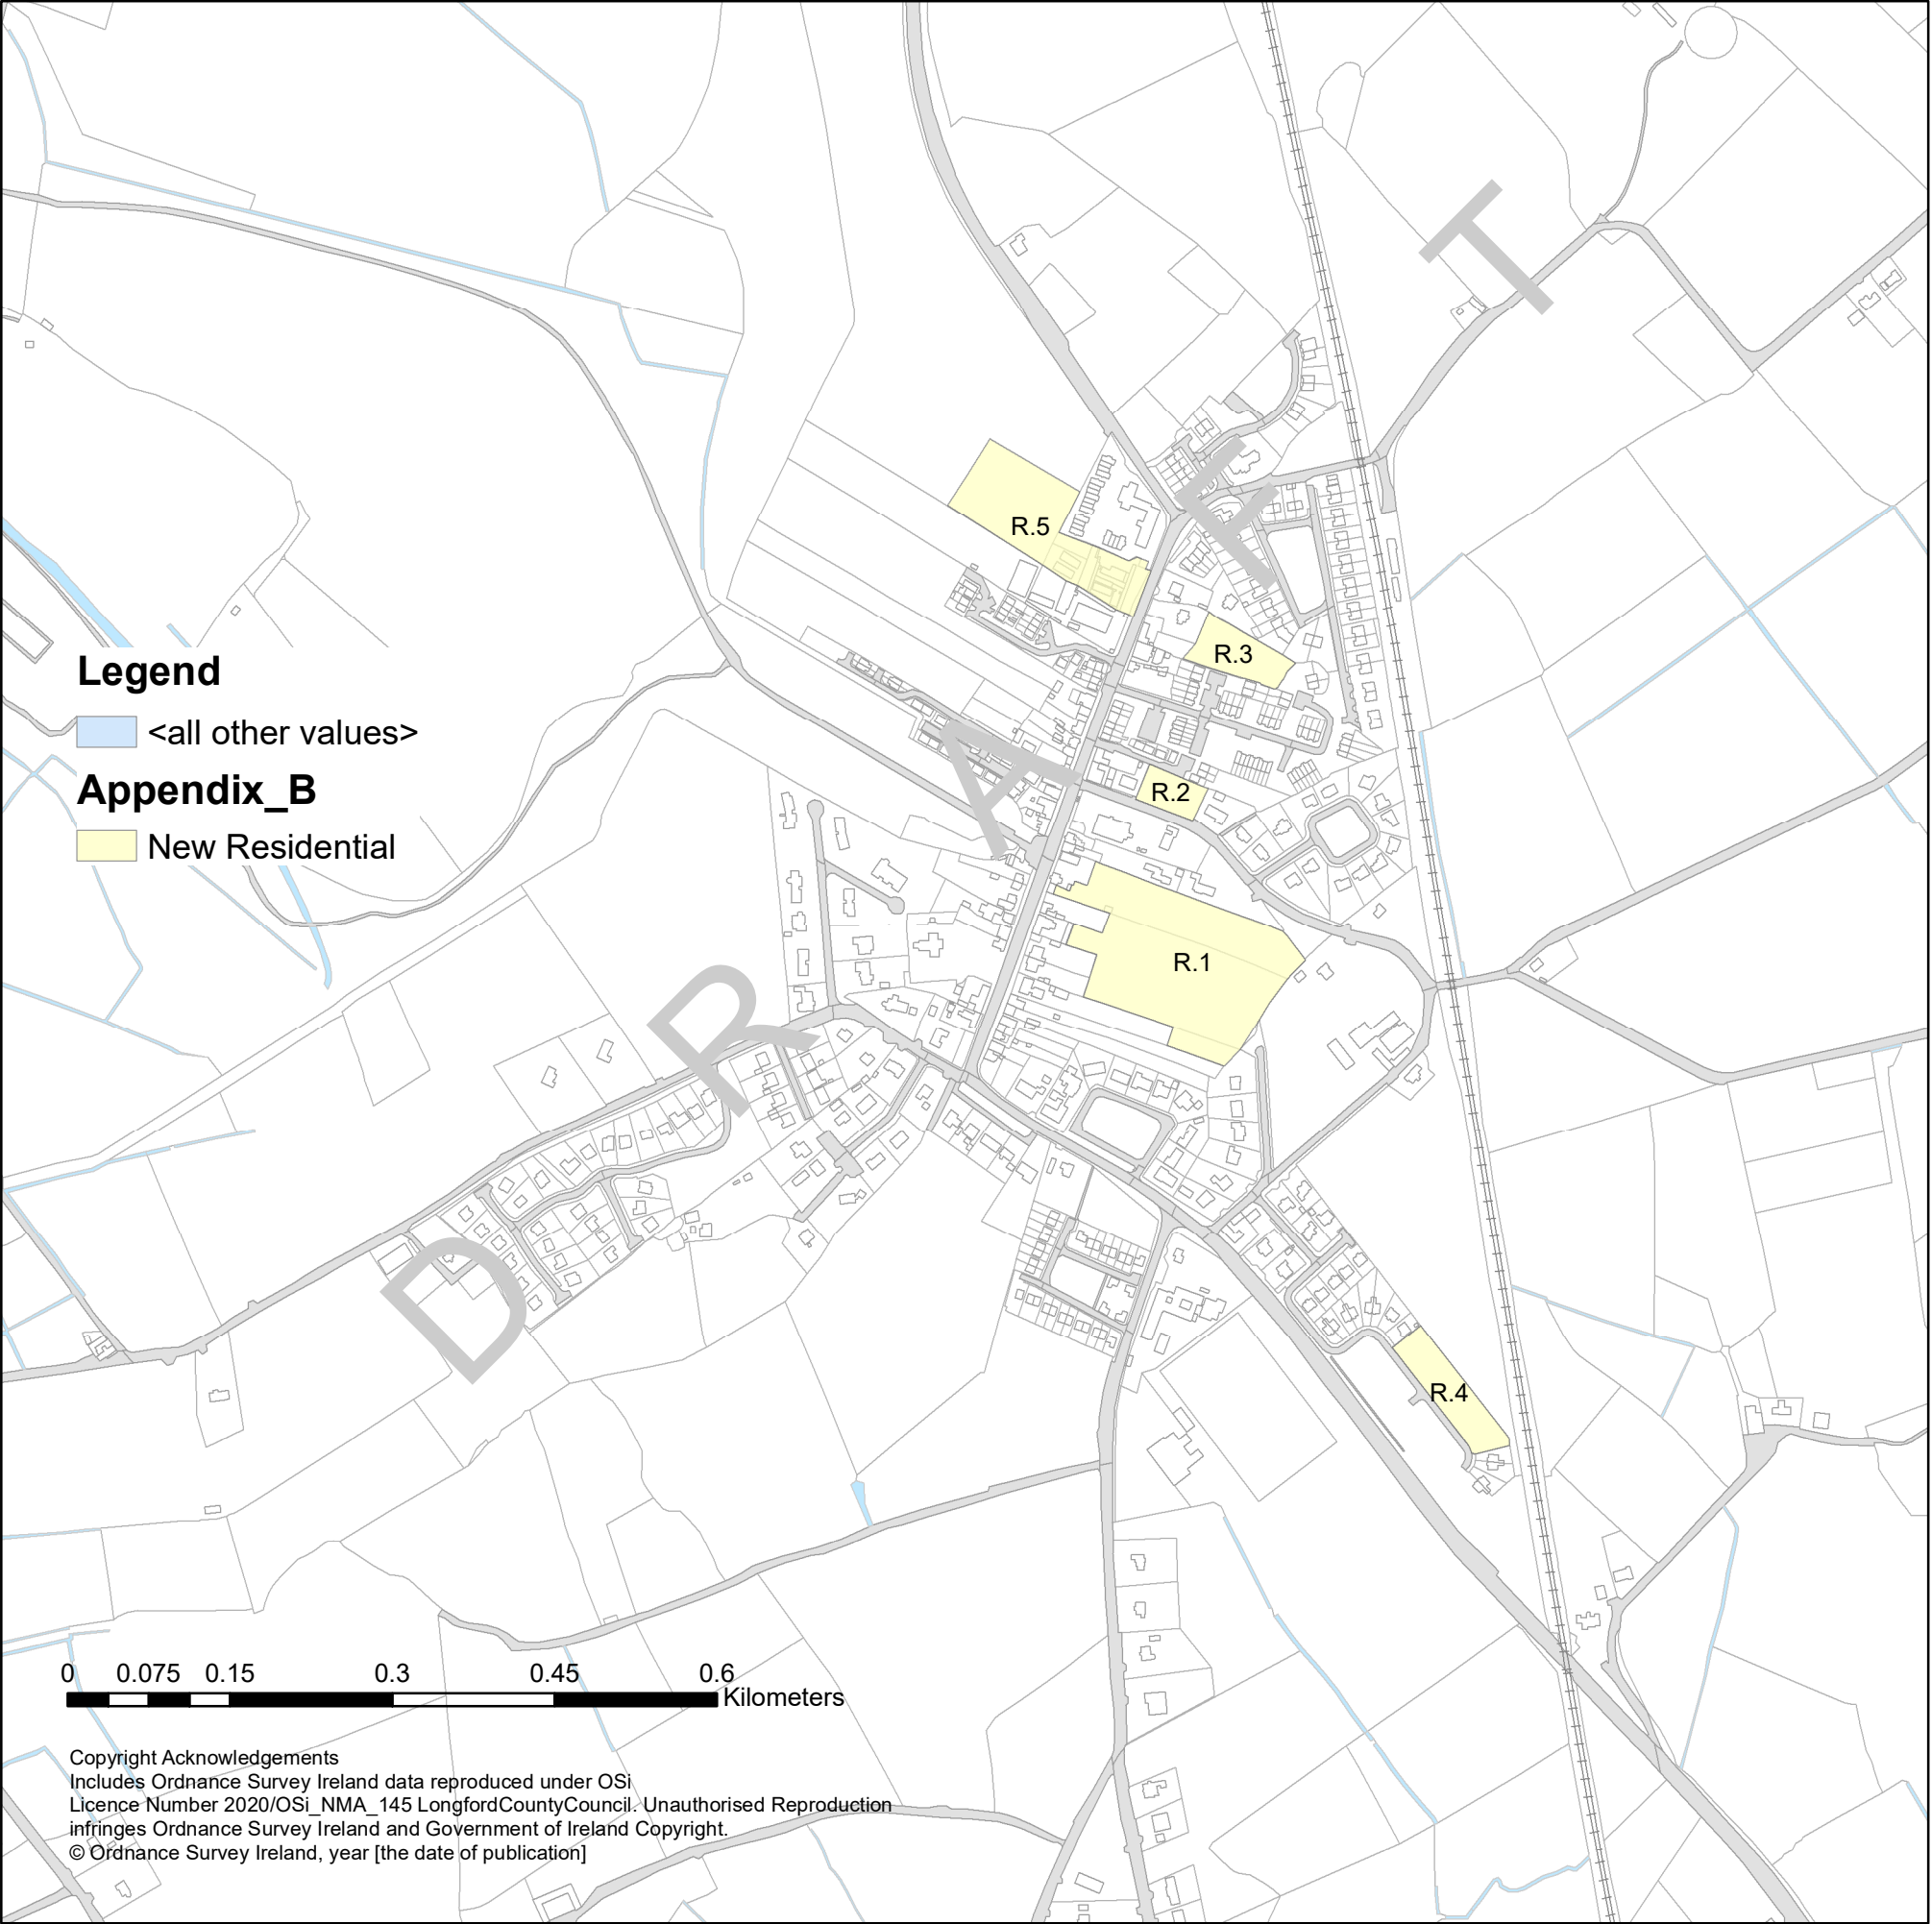 DRAFT
R.5
R.3
R.2
R.1
R.4
Legend
<all other values>
Appendix_B
New Residential
0 0.075 0.15 0.3 0.45 0.6
Kilometers
Copyright Acknowledgements
Includes Ordnance Survey Ireland data reproduced under OSi
Licence Number 2020/OSi_NMA_145 LongfordCountyCouncil. Unauthorised Reproduction
infringes Ordnance Survey Ireland and Government of Ireland Copyright.
© Ordnance Survey Ireland, year [the date of publication]